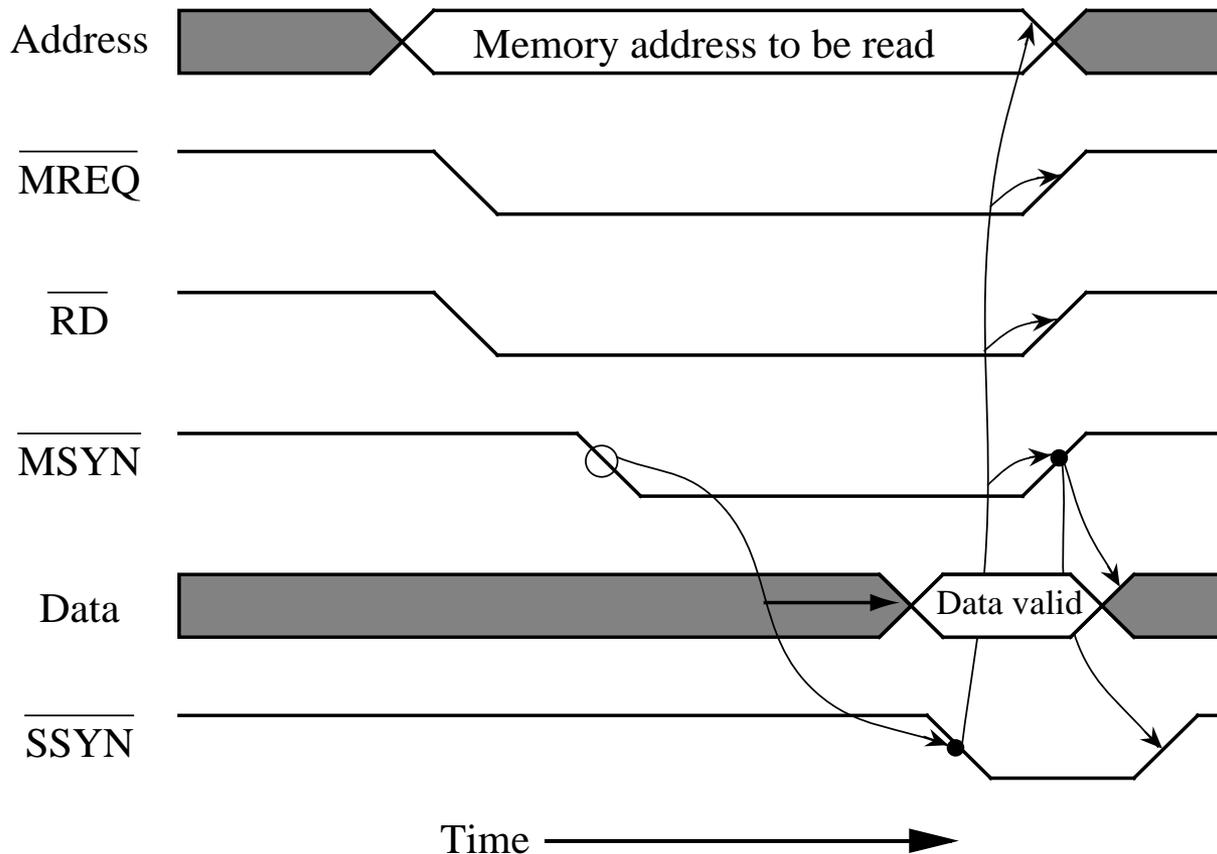 Address
Memory address to be read
MREQ
RD
MSYN
Data
Data valid
SSYN
Time